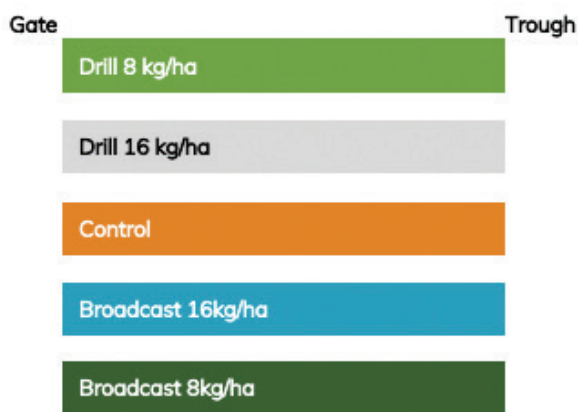 Gate
Trough
Drill 8 kg/ha
Drill 16 kg/ha
Control
Broadcast 16kg/ha
Broadcast 8kg/ha